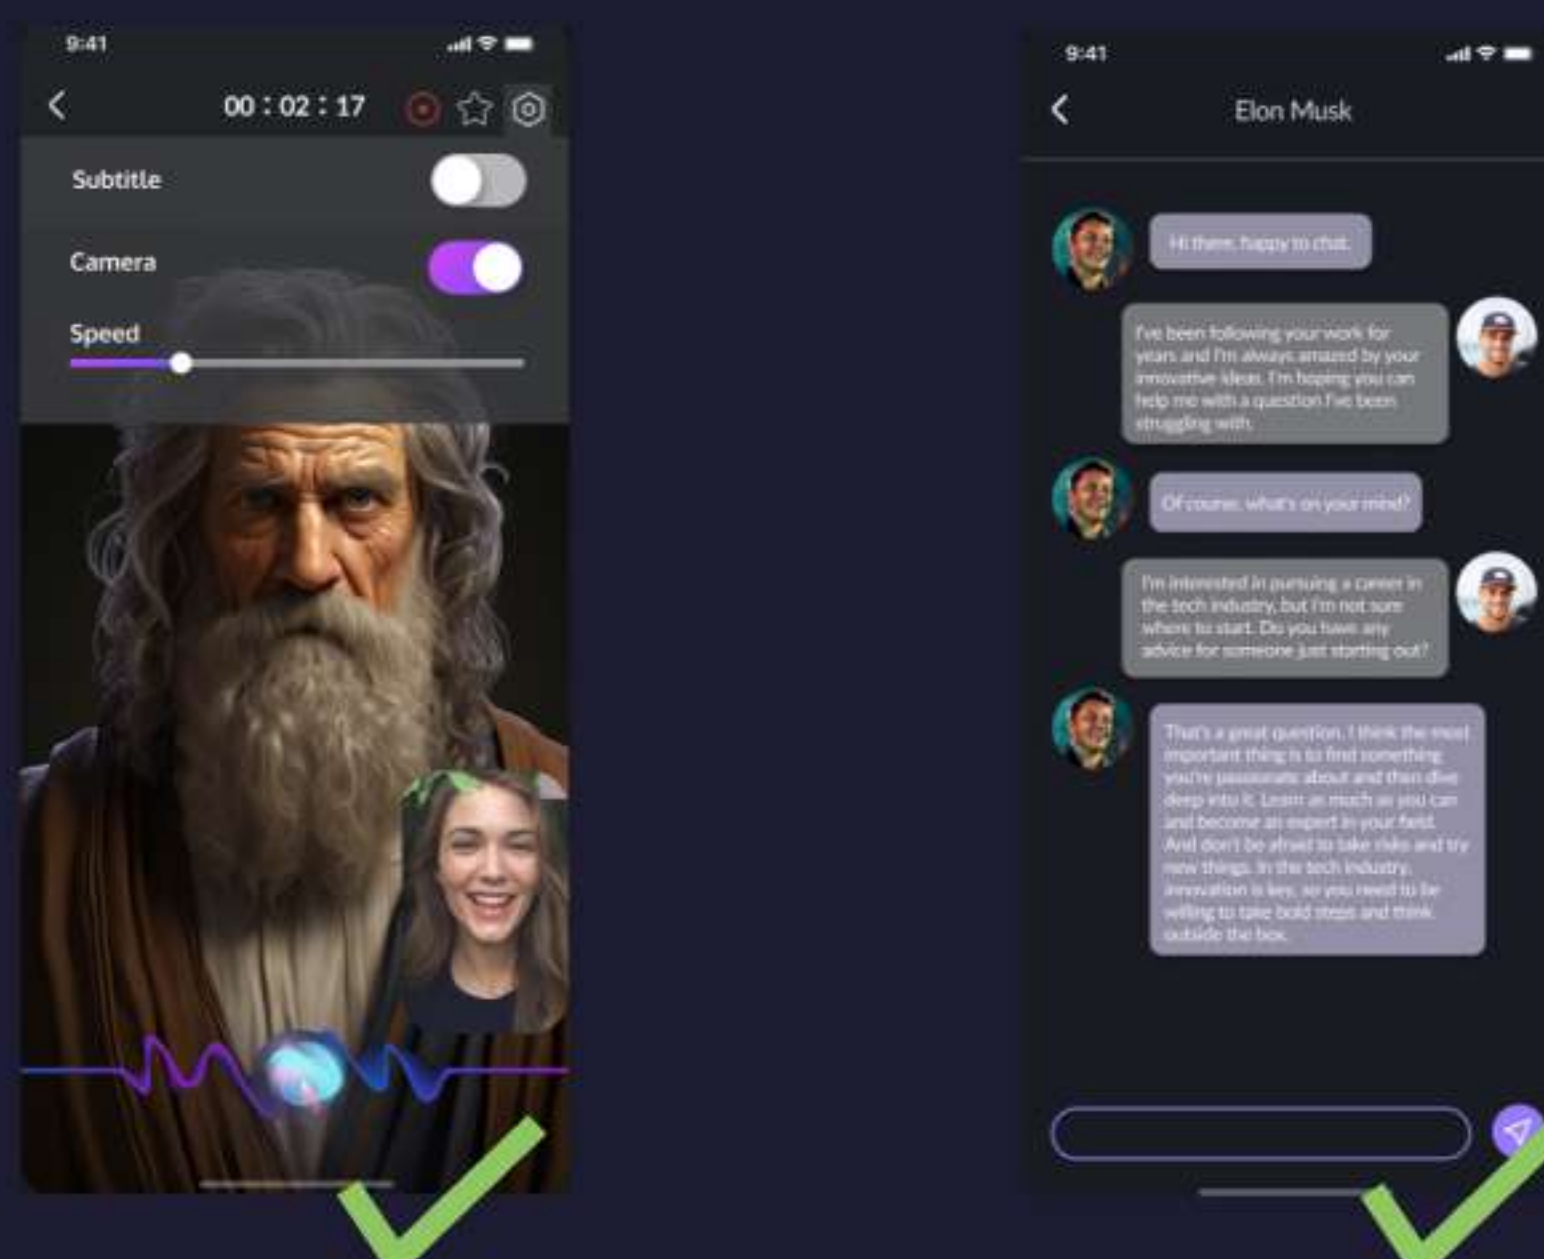 9:41
00 : 02 : 17
Subtitle
Camera
Speed
9:41
Elon Musk
Hi there, happy to chat.
I've been following your work for
years and I'm always amazed by your
innovative ideas. I'm hoping you can
help me with a question I've been
struggling with.
Of course, what's on your mind?
I'm interested in pursuing a career in
the tech industry, but I'm not sure
where to start. Do you have any
advice for someone just starting out?
That's a great question. I think the most
important thing is to find something
you're passionate about and then dive
deep into it. Learn as much as you can
and become an expert in your field.
And don't be afraid to take risks and try
new things. In the tech industry,
innovation is key, so you need to be
willing to take bold steps and think
outside the box.